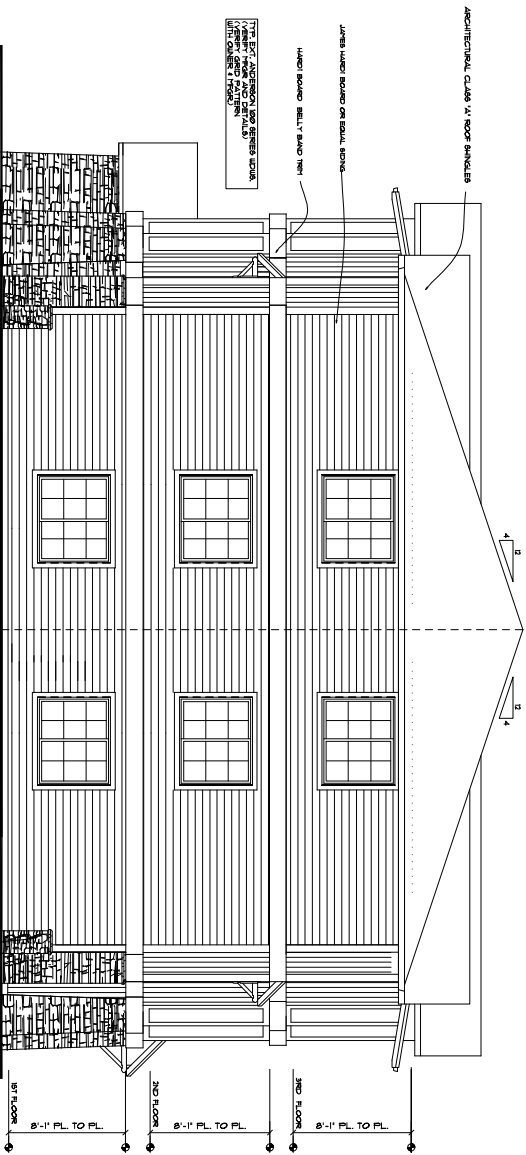 ARCHITECTURAL CLASS "A" ROOF SHINGLES
JAMES HARDI BOARD OR EQUAL SIDING
HARDI BOARD BELLY BAND TRIM
TYP. EXT. ANDERSON 100 SERIES WDWS.
(VERIFY MFGR AND DETAILS)
(VERIFY GRID PATTERN
WITH OWNER & MFGR.)
12
4
12
4
3RD FLOOR
8'-1" PL. TO PL.
2ND FLOOR
8'-1" PL. TO PL.
1ST FLOOR
8'-1" PL. TO PL.